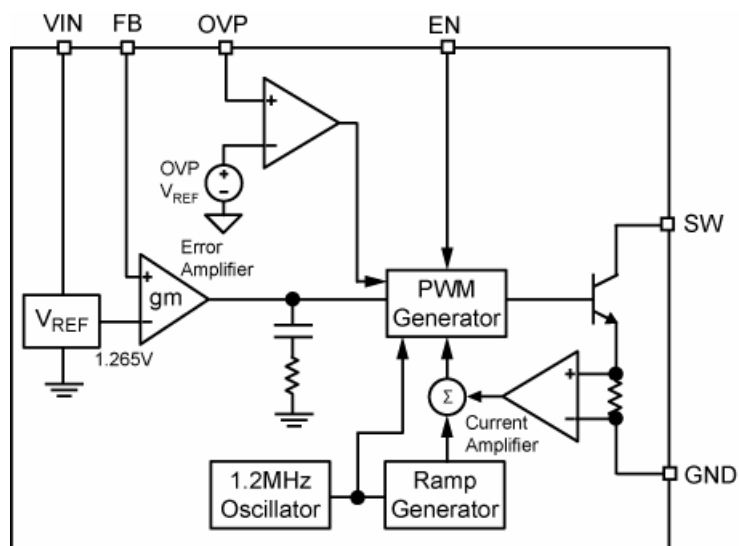 VIN FB OVP EN
+
−
OVP
VREF
+
−
SW
Error
Amplifier
+
gm
−
VREF
1.265V
PWM
Generator
Σ
+
−
Current
Amplifier
GND
1.2MHz
Oscillator
Ramp
Generator